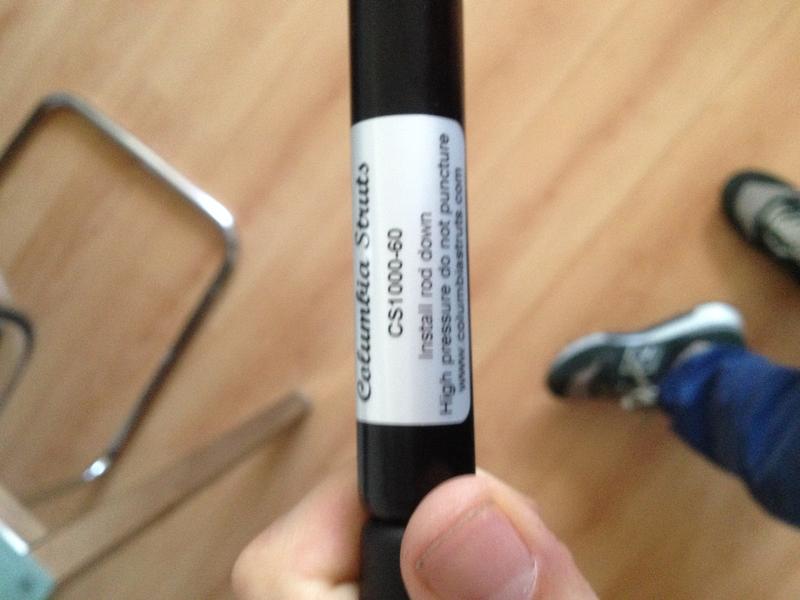 Columbia Struts
CS1000-60
Install rod down
High pressure do not puncture
www.columbiastruts.com